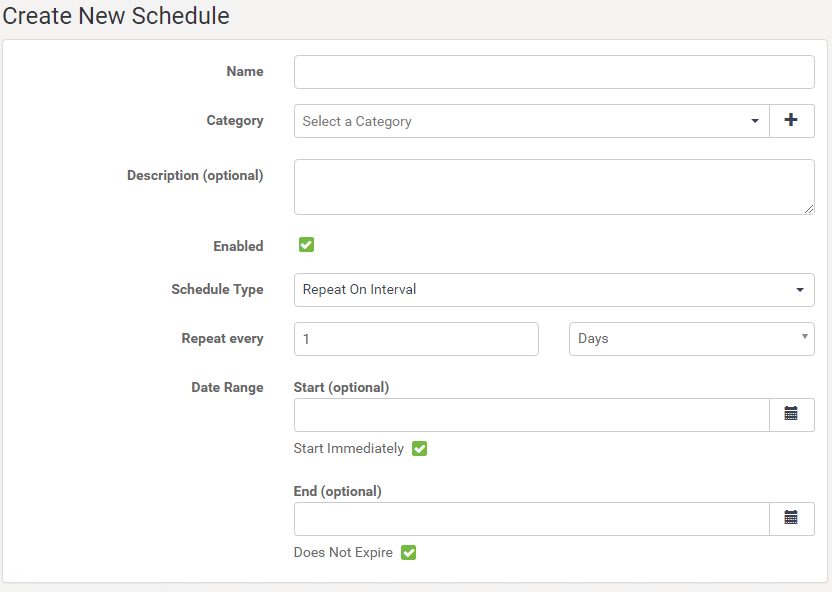 Create New Schedule
Name
Category
Select a Category
Description (optional)
Enabled
Schedule Type
Repeat On Interval
Repeat every
1
Days
Date Range
Start (optional)
Start Immediately
End (optional)
Does Not Expire